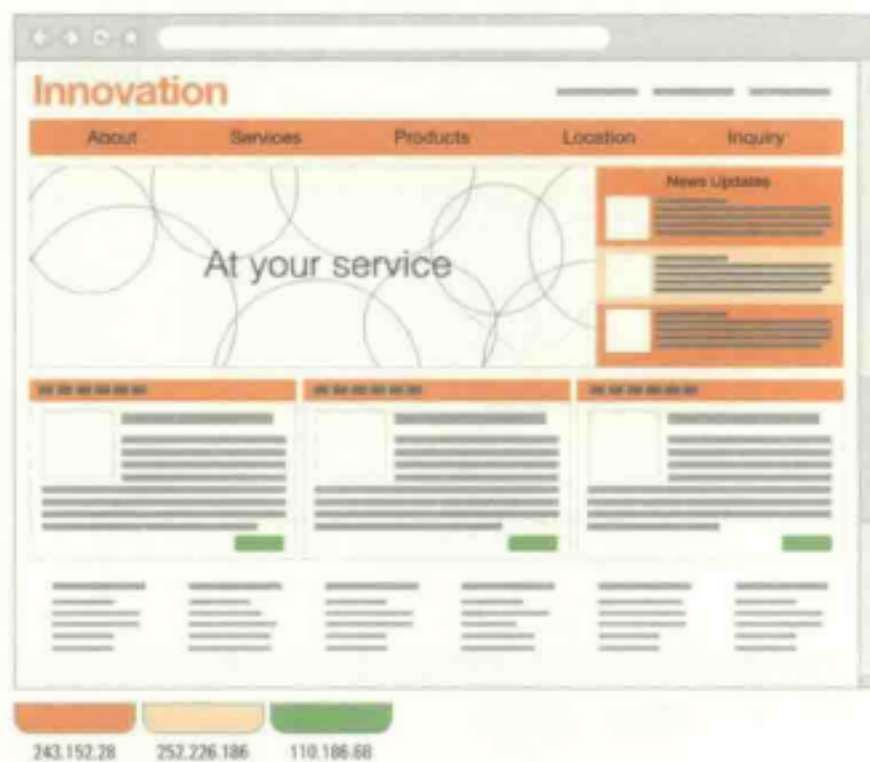 Innovation
About Services Products Location Inquiry
News Updates
At your service
243.152.28 252.226.186 110.186.68